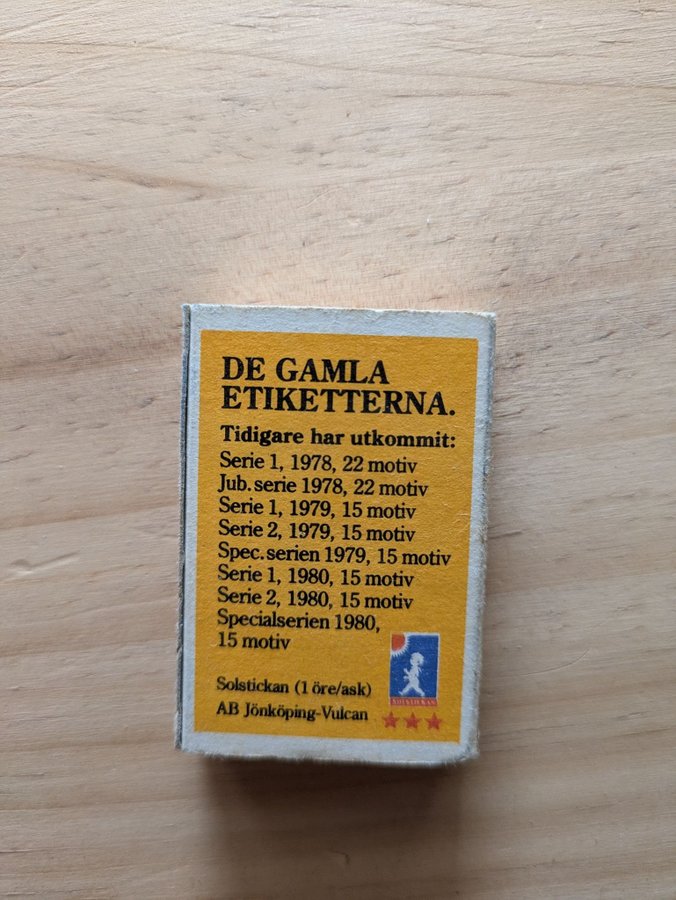 DE GAMLA
ETIKETTERNA.
Tidigare har utkommit:
Serie 1, 1978, 22 motiv
Jub. serie 1978, 22 motiv
Serie 1, 1979, 15 motiv
Serie 2, 1979, 15 motiv
Spec. serien 1979, 15 motiv
Serie 1, 1980, 15 motiv
Serie 2, 1980, 15 motiv
Specialserien 1980,
15 motiv
Solstickan (1 öre/ask)
AB Jönköping-Vulcan
SOLSTICKAN